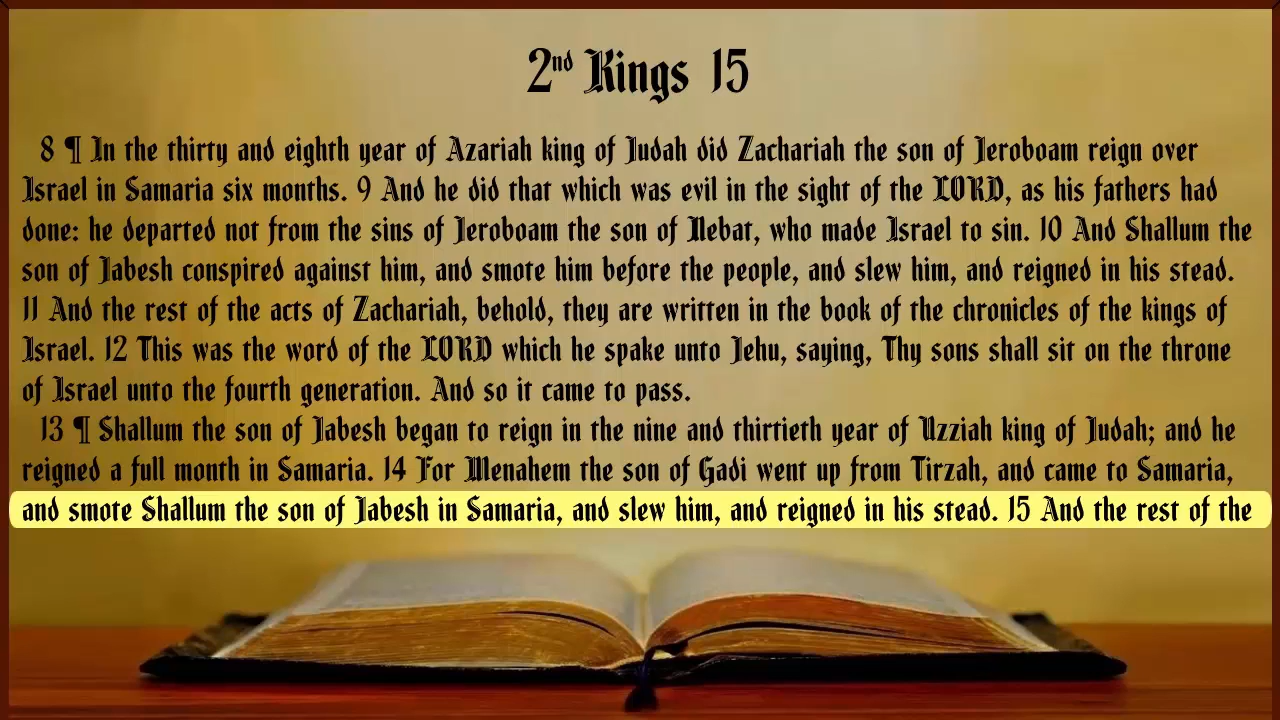 2nd Kings 15
8 ¶ In the thirty and eighth year of Azariah king of Judah did Zachariah the son of Jeroboam reign over
Israel in Samaria six months. 9 And he did that which was evil in the sight of the LORD, as his fathers had
done: he departed not from the sins of Jeroboam the son of Nebat, who made Israel to sin. 10 And Shallum the
son of Jabesh conspired against him, and smote him before the people, and slew him, and reigned in his stead.
11 And the rest of the acts of Zachariah, behold, they are written in the book of the chronicles of the kings of
Israel. 12 This was the word of the LORD which he spake unto Jehu, saying, Thy sons shall sit on the throne
of Israel unto the fourth generation. And so it came to pass.
13 ¶ Shallum the son of Jabesh began to reign in the nine and thirtieth year of Uzziah king of Judah; and he
reigned a full month in Samaria. 14 For Menahem the son of Gadi went up from Tirzah, and came to Samaria,
and smote Shallum the son of Jabesh in Samaria, and slew him, and reigned in his stead. 15 And the rest of the